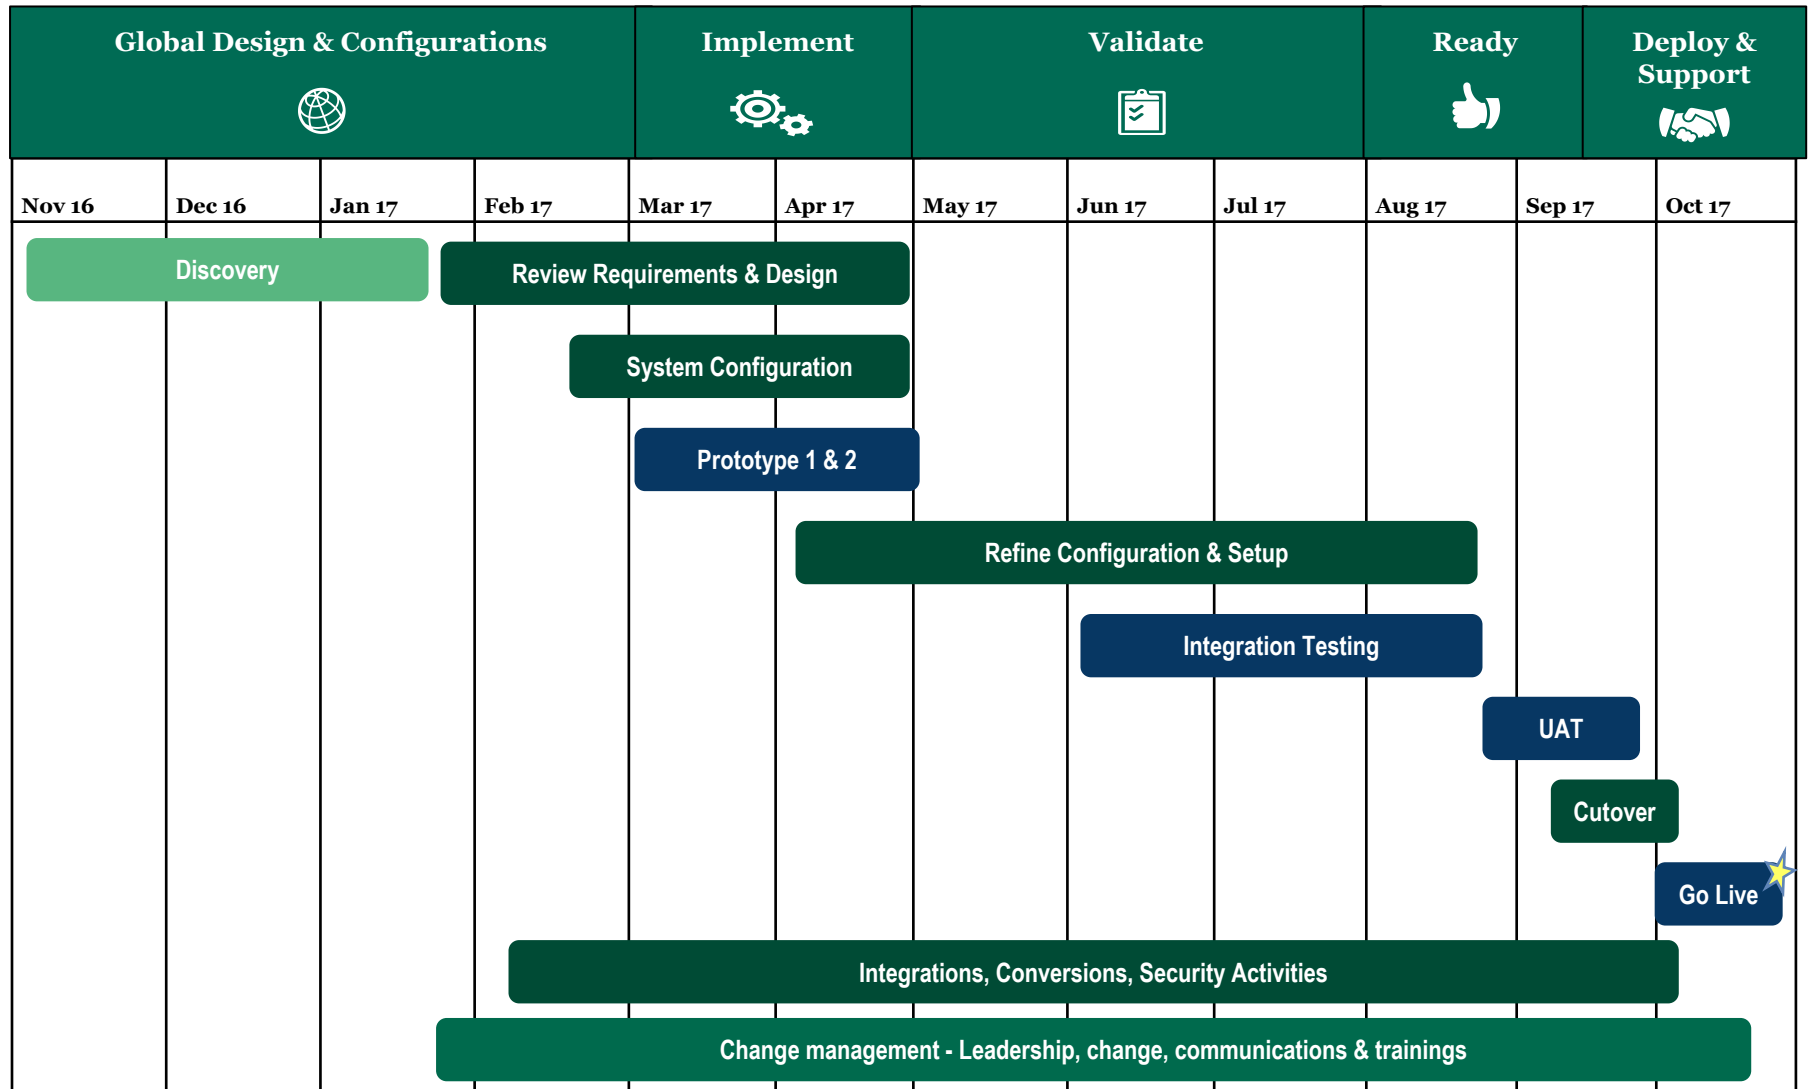 Global Design & Configurations
Implement
Validate
Ready
Deploy &
Support
Nov 16
Dec 16
Jan 17
Feb 17
Mar 17
Apr 17
May 17
Jun 17
Jul 17
Aug 17
Sep 17
Oct 17
Discovery
Review Requirements & Design
System Configuration
Prototype 1 & 2
Refine Configuration & Setup
Integration Testing
UAT
Cutover
Go Live
Integrations, Conversions, Security Activities
Change management - Leadership, change, communications & trainings